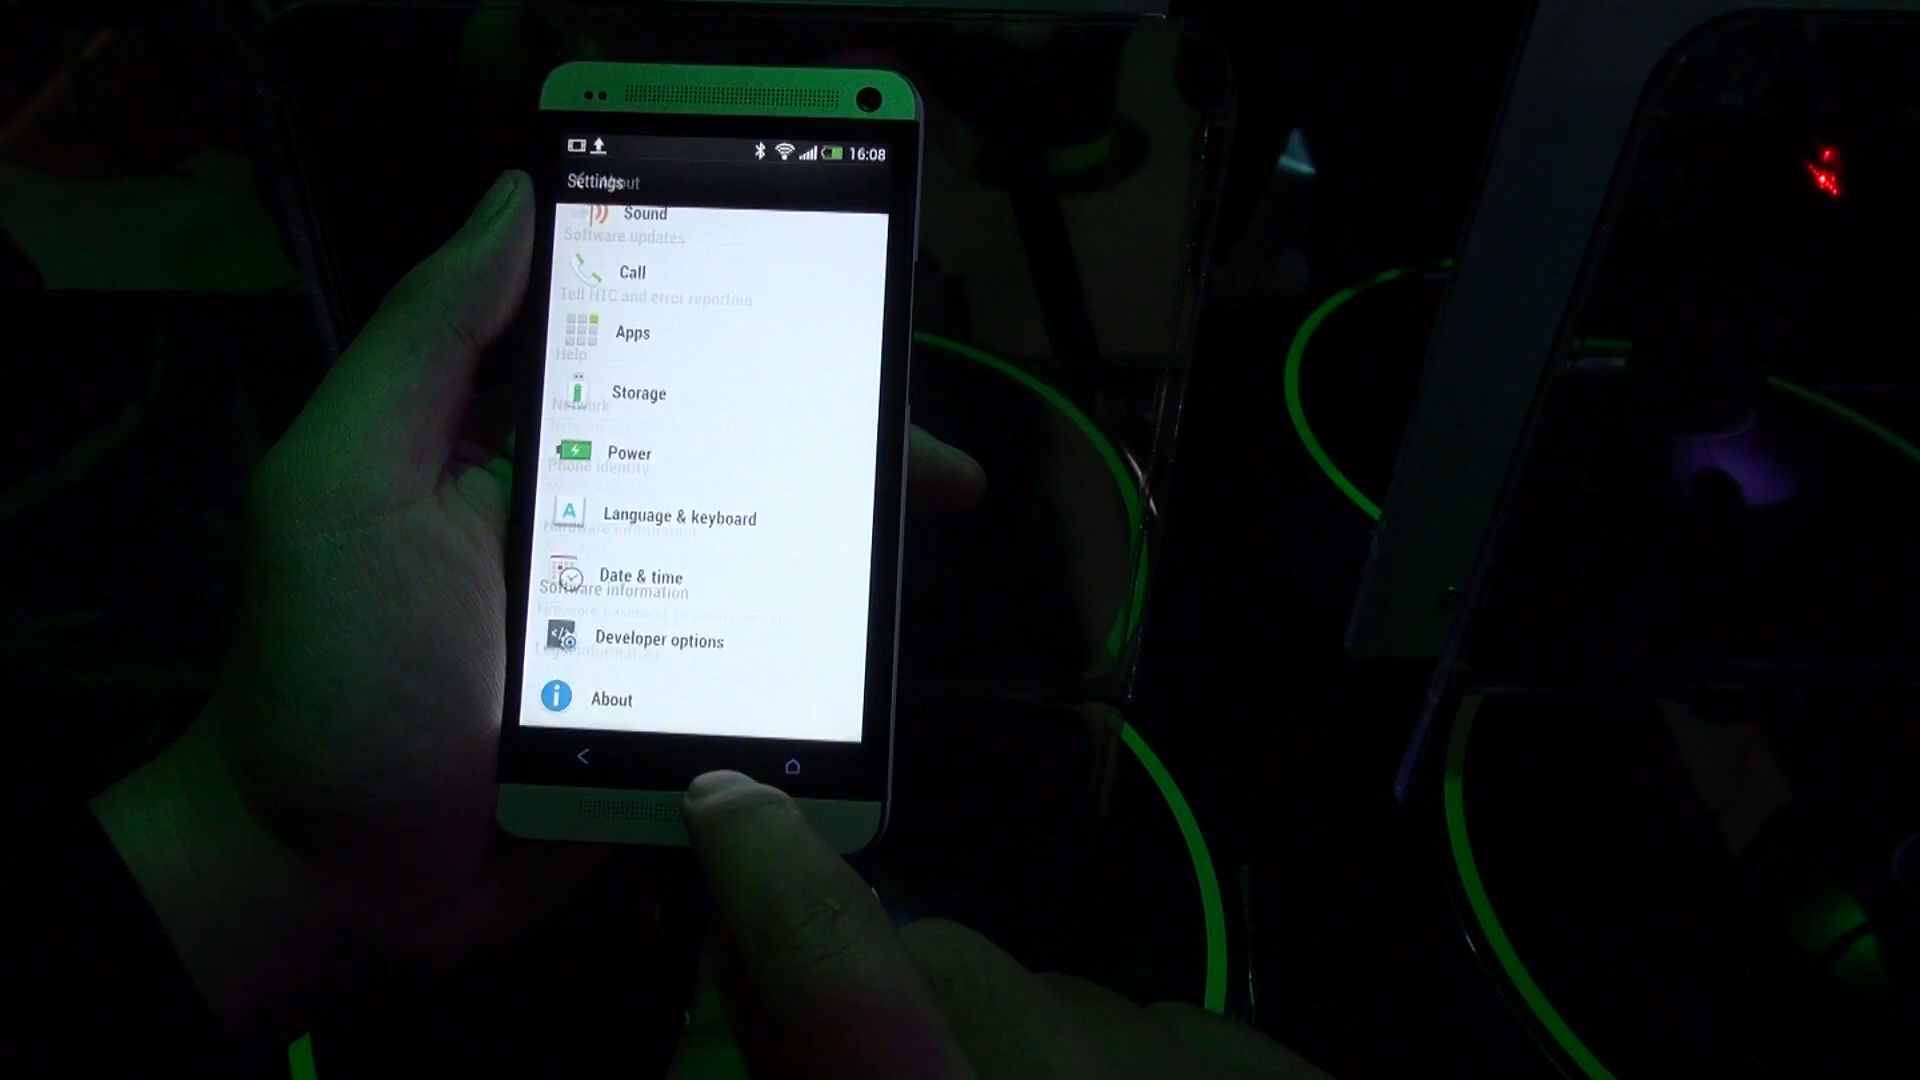 16:08
Settings About
Sound
Software updates
Call
Tell HTC and error reporting
Apps
Help
Storage
Network
Power
Phone identity
A Language & keyboard
Hardware information
Date & time
Software information
Developer options
Legal information
About